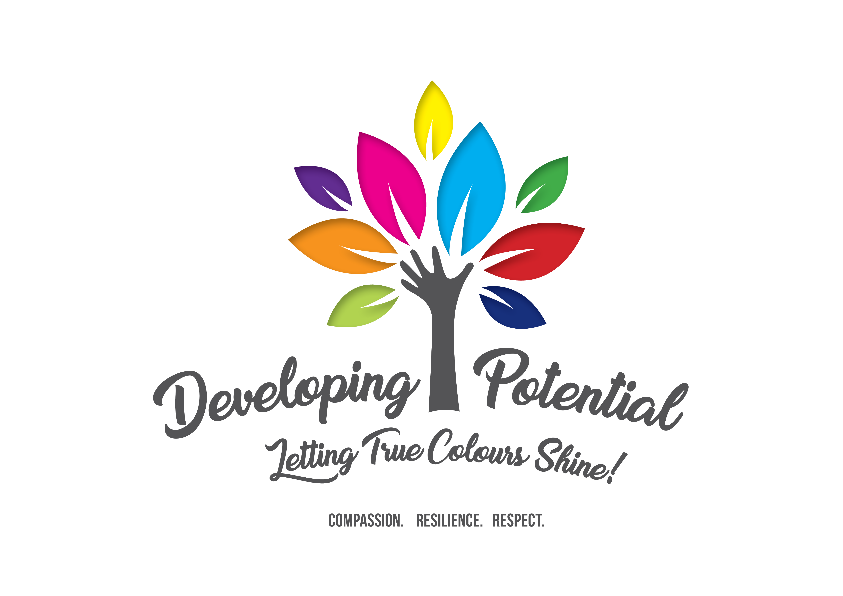 Developing Potential
Letting True Colours Shine!
COMPASSION. RESILIENCE. RESPECT.